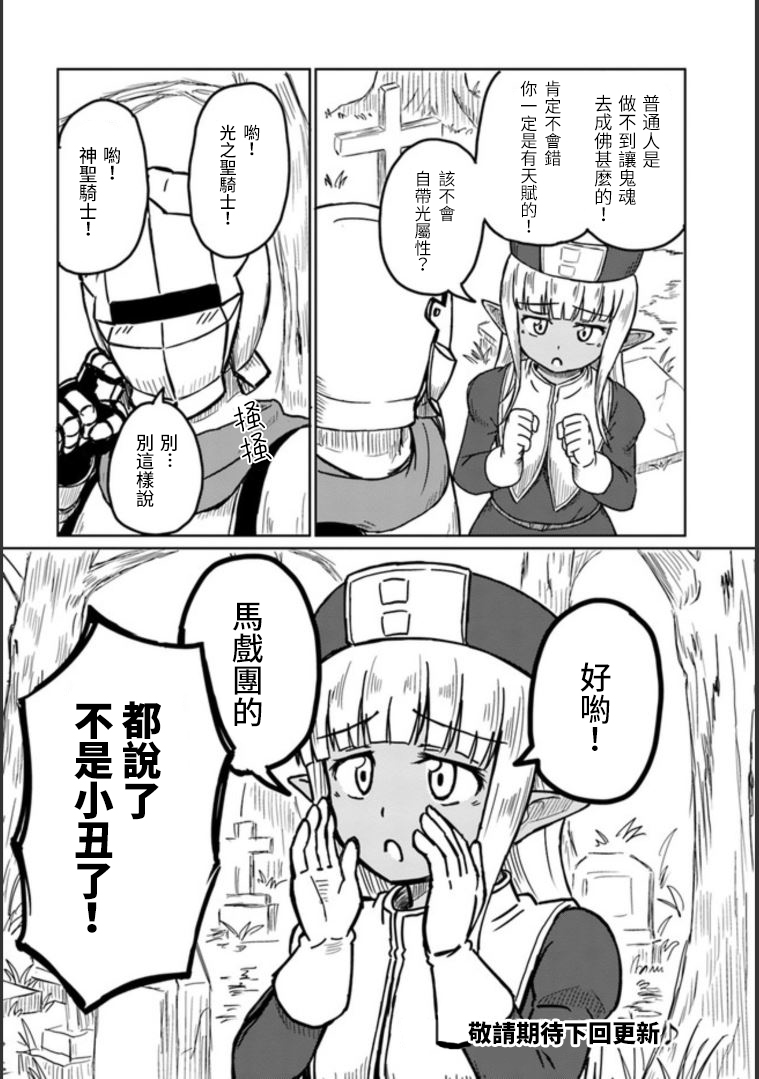 普通人是
做不到讓鬼魂
去成佛甚麼的！
肯定不會錯
你一定是有天賦的！
該不會
自帶光屬性？
喲！
光之聖騎士！
喲！
神聖騎士！
別…
別這樣說
搔搔
好喲！
馬戲團的
都說了
不是小丑了！
敬請期待下回更新♪